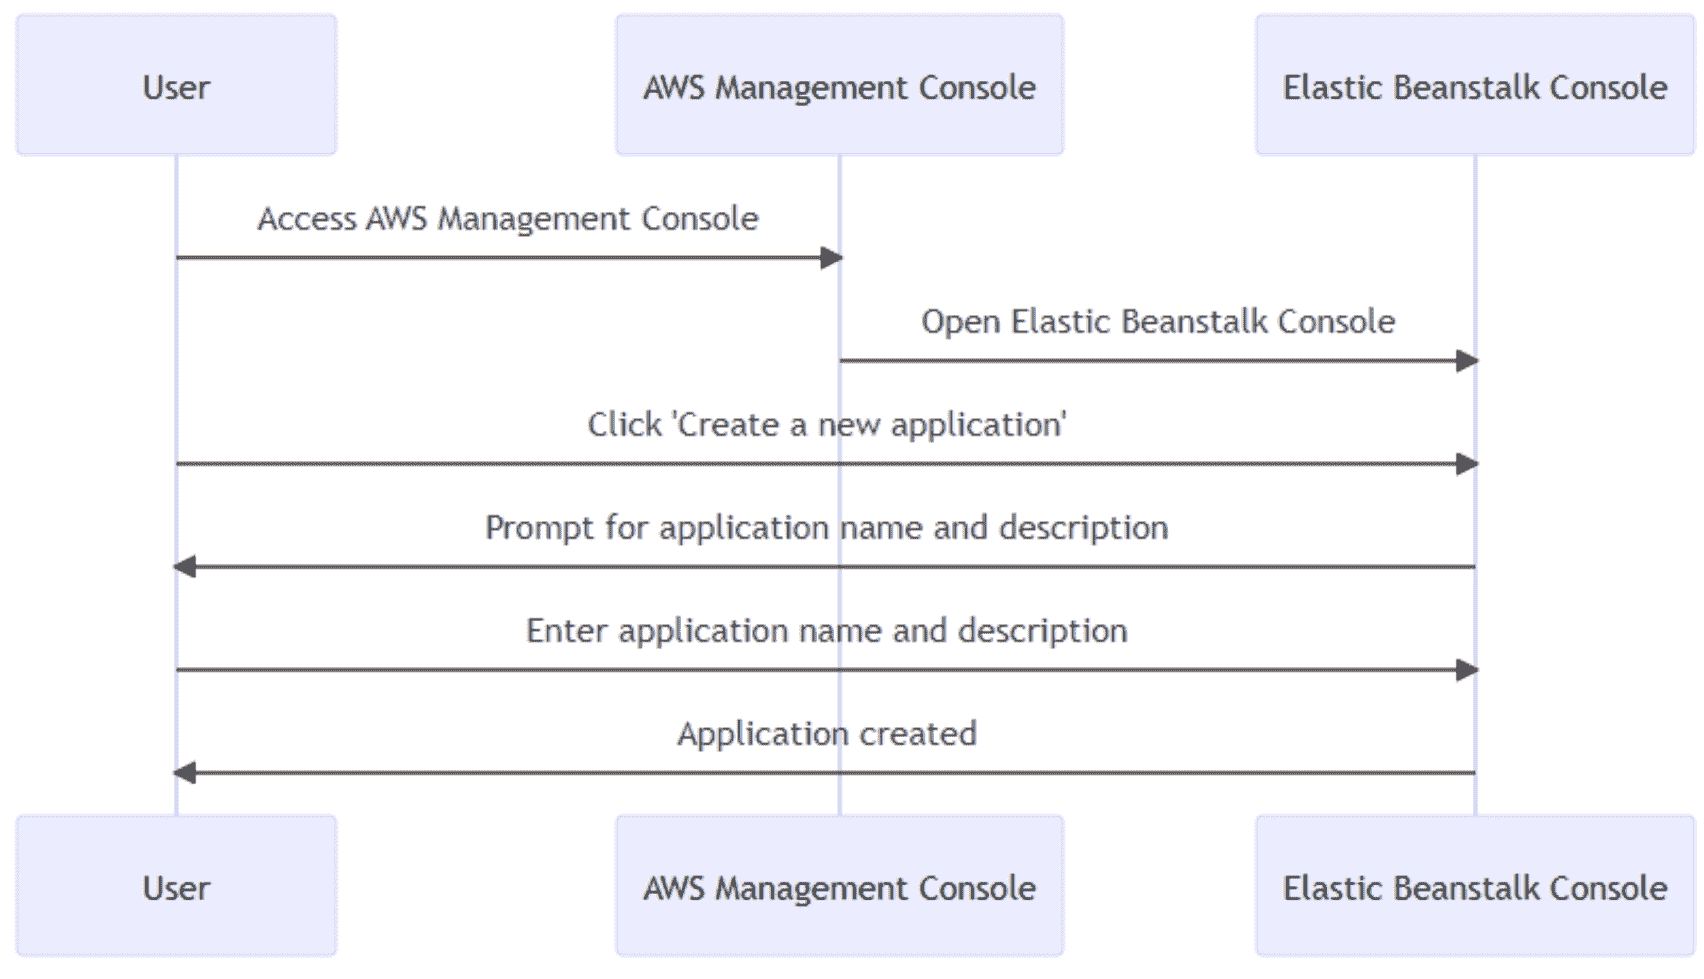 User
AWS Management Console
Elastic Beanstalk Console
Access AWS Management Console
Open Elastic Beanstalk Console
Click 'Create a new application'
Prompt for application name and description
Enter application name and description
Application created
User
AWS Management Console
Elastic Beanstalk Console